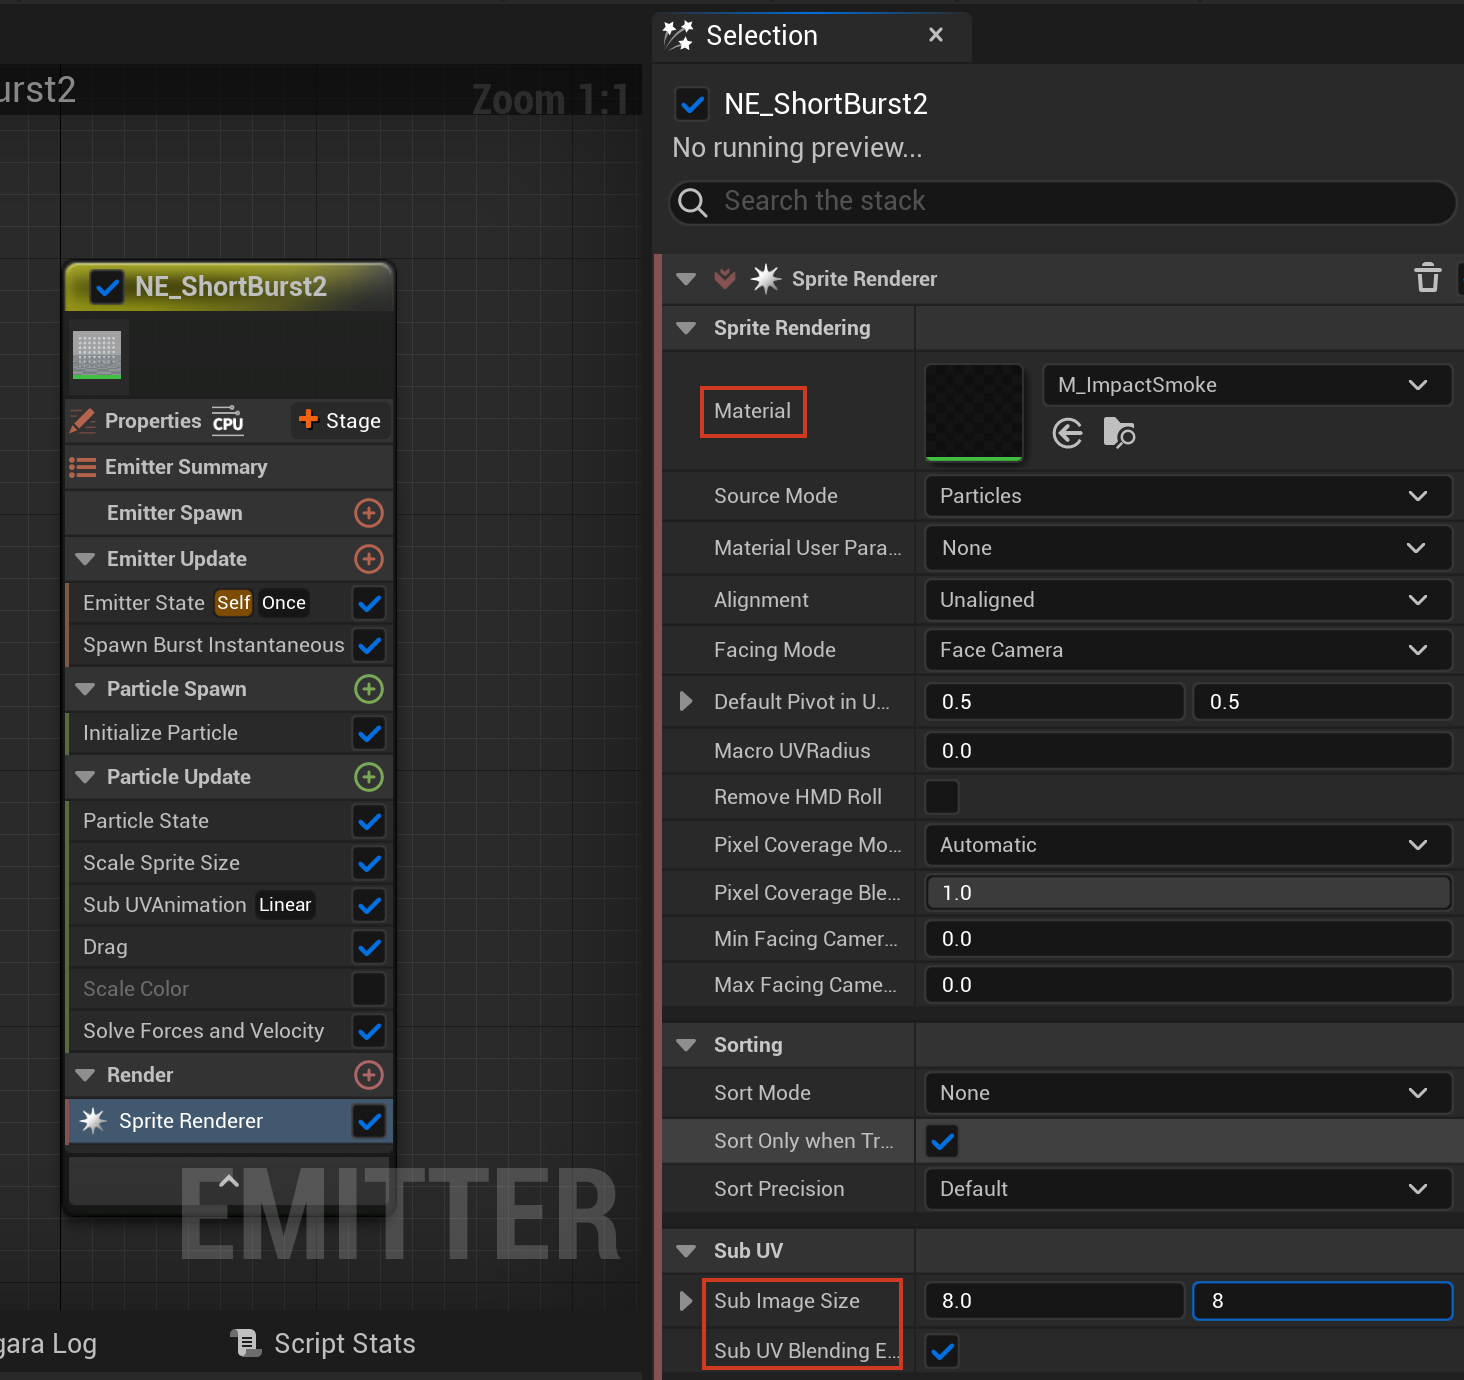 urst2
Zoom 1:1
NE_ShortBurst2
Properties CPU Stage
Emitter Summary
Emitter Spawn
Emitter Update
Emitter State Self Once
Spawn Burst Instantaneous
Particle Spawn
Initialize Particle
Particle Update
Particle State
Scale Sprite Size
Sub UVAnimation Linear
Drag
Scale Color
Solve Forces and Velocity
Render
Sprite Renderer
EMITTER
gara Log
Script Stats
Selection
NE_ShortBurst2
No running preview...
Search the stack
Sprite Renderer
Sprite Rendering
Material M_ImpactSmoke
Source Mode Particles
Material User Para... None
Alignment Unaligned
Facing Mode Face Camera
Default Pivot in U... 0.5 0.5
Macro UVRadius 0.0
Remove HMD Roll
Pixel Coverage Mo... Automatic
Pixel Coverage Ble... 1.0
Min Facing Camer... 0.0
Max Facing Came... 0.0
Sorting
Sort Mode None
Sort Only when Tr...
Sort Precision Default
Sub UV
Sub Image Size 8.0 8
Sub UV Blending E...